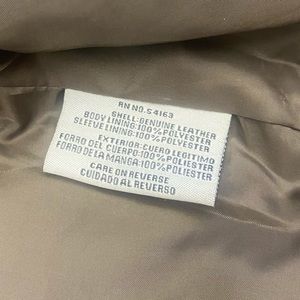 RN NO. 54163
SHELL: GENUINE LEATHER
BODY LINING: 100% POLYESTER
SLEEVE LINING: 100% POLYESTER
EXTERIOR: CUERO LEGITIMO
FORRO DEL CUERPO: 100% POLIESTER
FORRO DE LA MANGA: 100% POLIESTER
CARE ON REVERSE
CUIDADO AL REVERSO